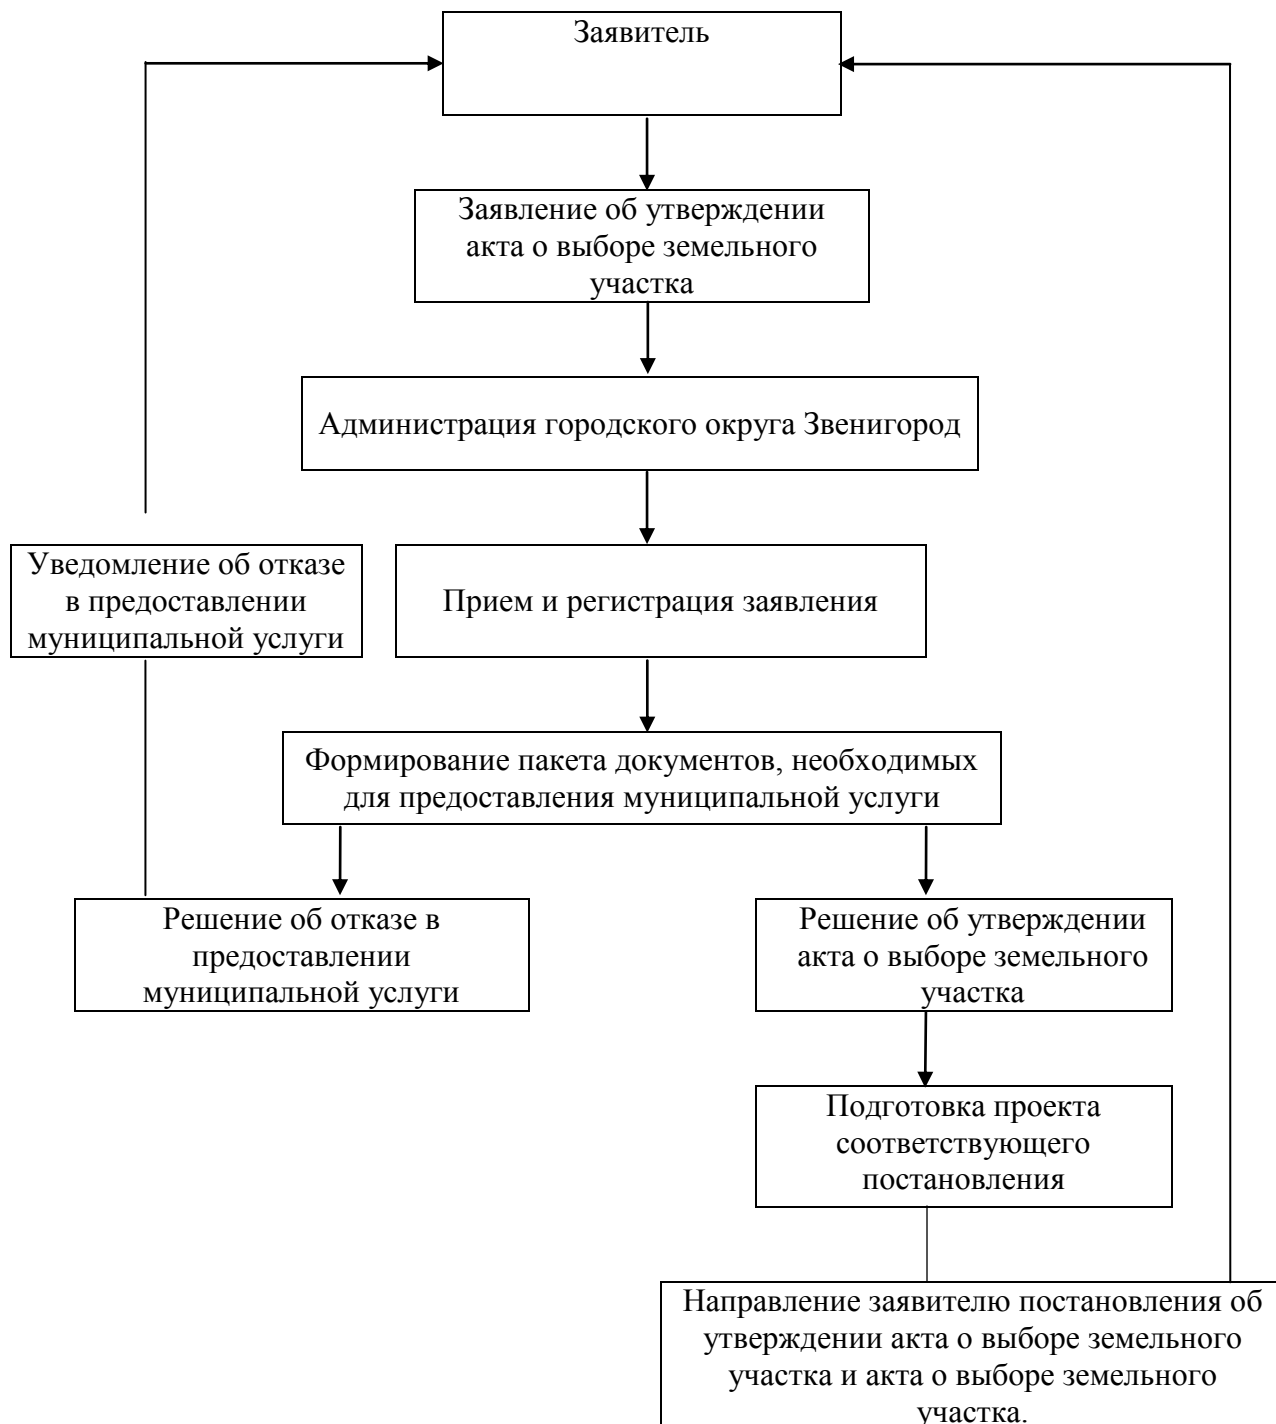 Заявитель
Заявление об утверждении
акта о выборе земельного
участка
Администрация городского округа Звенигород
Уведомление об отказе
в предоставлении
муниципальной услуги
Прием и регистрация заявления
Формирование пакета документов, необходимых
для предоставления муниципальной услуги
Решение об отказе в
предоставлении
муниципальной услуги
Решение об утверждении
акта о выборе земельного
участка
Подготовка проекта
соответствующего
постановления
Направление заявителю постановления об
утверждении акта о выборе земельного
участка и акта о выборе земельного
участка.